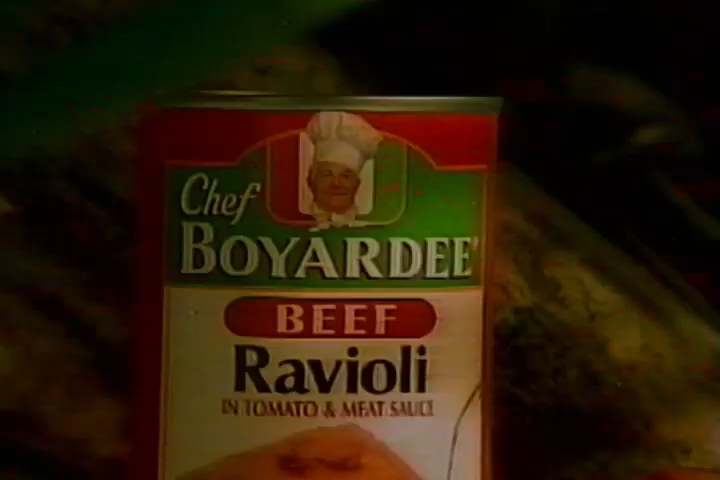 Chef
BOYARDEE
BEEF
Ravioli
IN TOMATO & MEAT SAUCE